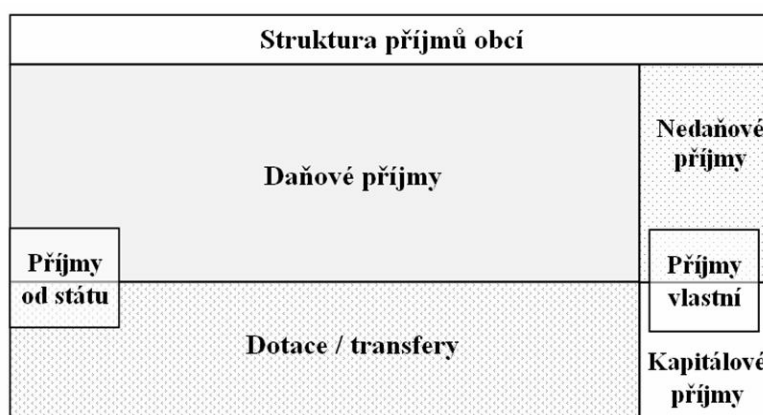 Struktura příjmů obcí
Nedaňové
příjmy
Daňové příjmy
Příjmy
od státu
Příjmy
vlastní
Dotace / transfery
Kapitálové
příjmy